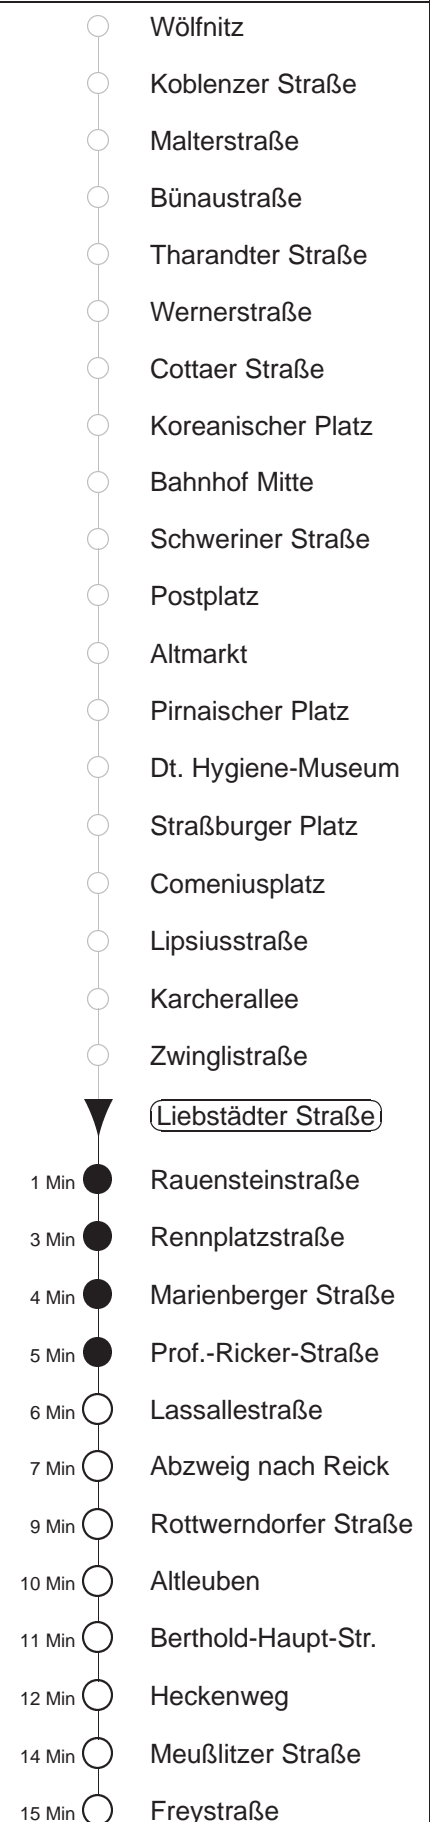 Wölfnitz
Koblenzer Straße
Malterstraße
Bünaustraße
Tharandter Straße
Wernerstraße
Cottaer Straße
Koreanischer Platz
Bahnhof Mitte
Schweriner Straße
Postplatz
Altmarkt
Pirnaischer Platz
Dt. Hygiene-Museum
Straßburger Platz
Comeniusplatz
Lipsiusstraße
Karcherallee
Zwinglistraße
Liebstädter Straße
1 Min Rauensteinstraße
3 Min Rennplatzstraße
4 Min Marienberger Straße
5 Min Prof.-Ricker-Straße
6 Min Lassallestraße
7 Min Abzweig nach Reick
9 Min Rottwerndorfer Straße
10 Min Altleuben
11 Min Berthold-Haupt-Str.
12 Min Heckenweg
14 Min Meußlitzer Straße
15 Min Freystraße